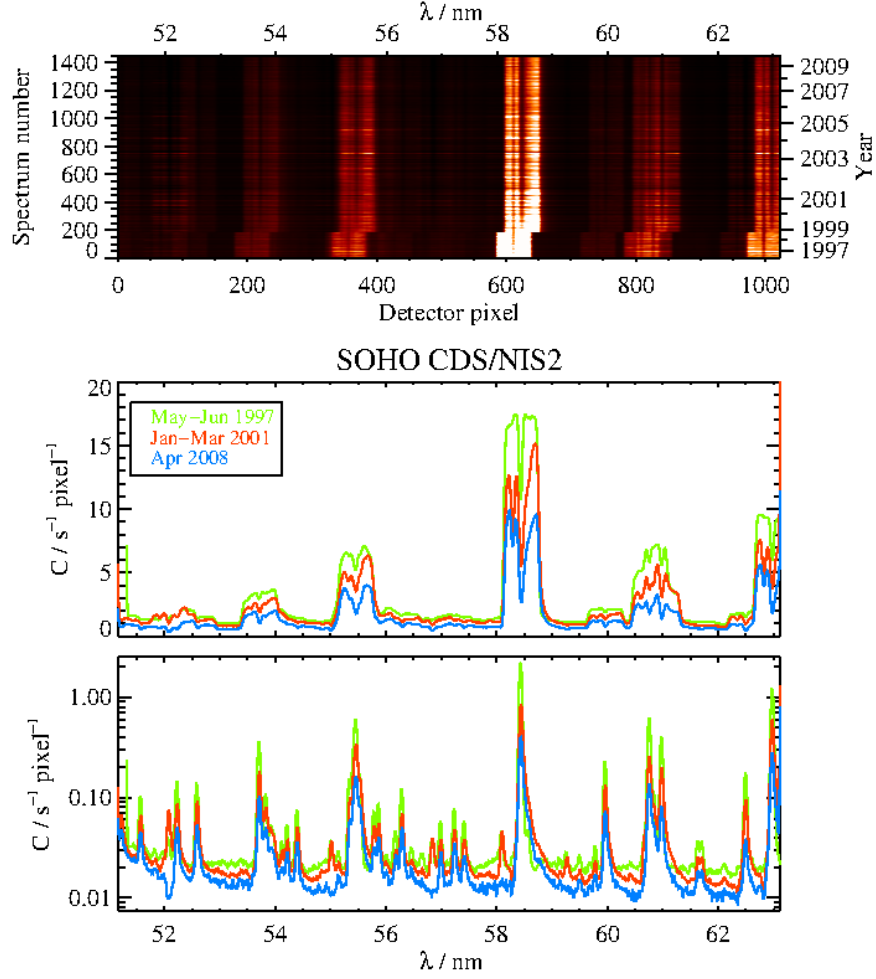 λ / nm
52 54 56 58 60 62
1400
1200
1000
800
600
400
200
0
Spectrum number
2009
2007
2005
2003
2001
1999
1997
Year
0 200 400 600 800 1000
Detector pixel
SOHO CDS/NIS2
20
15
10
5
0
C / s⁻¹ pixel⁻¹
May−Jun 1997
Jan−Mar 2001
Apr 2008
1.00
0.10
0.01
C / s⁻¹ pixel⁻¹
52 54 56 58 60 62
λ / nm